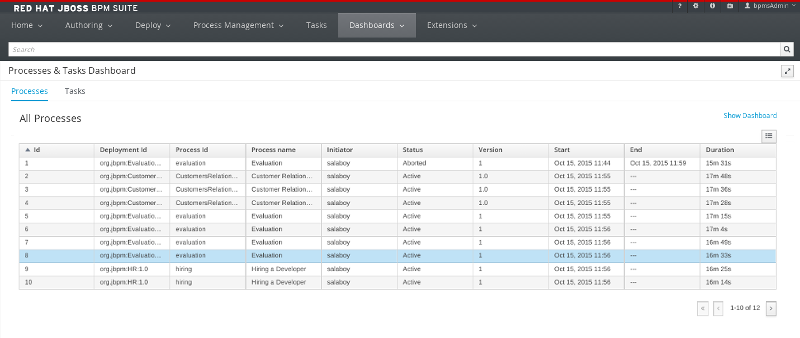 RED HAT JBOSS BPM SUITE
? bpmsAdmin
Home Authoring Deploy Process Management Tasks Dashboards Extensions
Search
Processes & Tasks Dashboard
Processes Tasks
All Processes Show Dashboard
Id Deployment Id Process Id Process name Initiator Status Version Start End Duration
1 org.jbpm:Evaluatio... evaluation Evaluation salaboy Aborted 1 Oct 15, 2015 11:44 Oct 15, 2015 11:59 15m 31s
2 org.jbpm:Customer... CustomersRelation... Customer Relation... salaboy Active 1.0 Oct 15, 2015 11:55 --- 17m 48s
3 org.jbpm:Customer... CustomersRelation... Customer Relation... salaboy Active 1.0 Oct 15, 2015 11:55 --- 17m 36s
4 org.jbpm:Customer... CustomersRelation... Customer Relation... salaboy Active 1.0 Oct 15, 2015 11:55 --- 17m 28s
5 org.jbpm:Evaluatio... evaluation Evaluation salaboy Active 1 Oct 15, 2015 11:55 --- 17m 15s
6 org.jbpm:Evaluatio... evaluation Evaluation salaboy Active 1 Oct 15, 2015 11:56 --- 17m 4s
7 org.jbpm:Evaluatio... evaluation Evaluation salaboy Active 1 Oct 15, 2015 11:56 --- 16m 49s
8 org.jbpm:Evaluatio... evaluation Evaluation salaboy Active 1 Oct 15, 2015 11:56 --- 16m 33s
9 org.jbpm:HR:1.0 hiring Hiring a Developer salaboy Active 1 Oct 15, 2015 11:56 --- 16m 25s
10 org.jbpm:HR:1.0 hiring Hiring a Developer salaboy Active 1 Oct 15, 2015 11:56 --- 16m 14s
« ‹ 1-10 of 12 ›